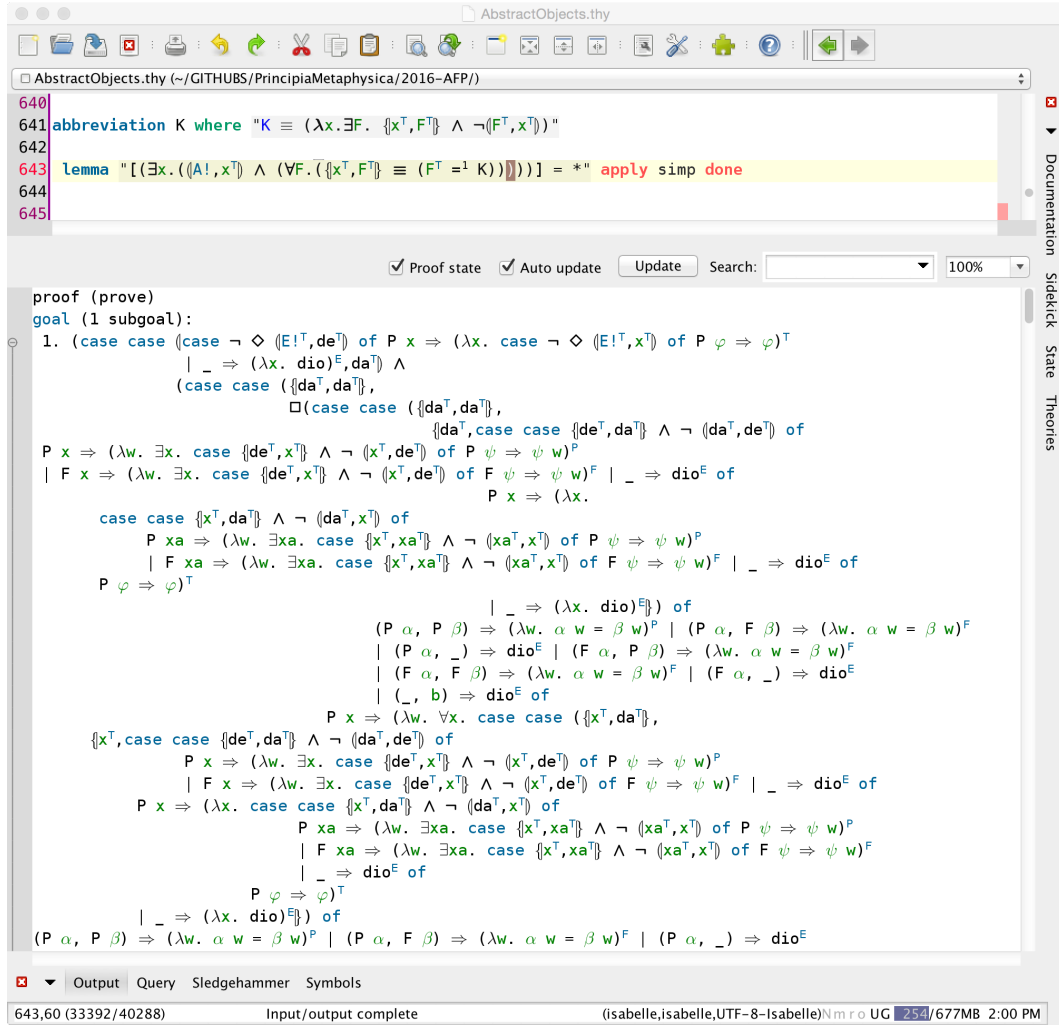 AbstractObjects.thy
AbstractObjects.thy (~/GITHUBS/PrincipiaMetaphysica/2016-AFP/)
640
641 abbreviation K where "K ≡ (λx.∃F. ⦃xᵀ,Fᵀ⦄ ∧ ¬⦇Fᵀ,xᵀ⦈)"
642
643 lemma "[(∃x.(⦇A!,xᵀ⦈ ∧ (∀F.(⦃xᵀ,Fᵀ⦄ ≡ (Fᵀ =¹ K)))))] = *" apply simp done
644
645
Proof state Auto update Update Search: 100%
proof (prove)
goal (1 subgoal):
1. (case case ⦇case ¬ ◇ ⦇E!ᵀ,deᵀ⦈ of P x ⇒ (λx. case ¬ ◇ ⦇E!ᵀ,xᵀ⦈ of P φ ⇒ φ)ᵀ
| _ ⇒ (λx. dio)ᴱ,daᵀ⦈ ∧
(case case (⦃daᵀ,daᵀ⦄,
□(case case (⦃daᵀ,daᵀ⦄,
⦃daᵀ,case case ⦃deᵀ,daᵀ⦄ ∧ ¬ ⦇daᵀ,deᵀ⦈ of
P x ⇒ (λw. ∃x. case ⦃deᵀ,xᵀ⦄ ∧ ¬ ⦇xᵀ,deᵀ⦈ of P ψ ⇒ ψ w)ᴾ
| F x ⇒ (λw. ∃x. case ⦃deᵀ,xᵀ⦄ ∧ ¬ ⦇xᵀ,deᵀ⦈ of F ψ ⇒ ψ w)ꟳ | _ ⇒ dioᴱ of
P x ⇒ (λx.
case case ⦃xᵀ,daᵀ⦄ ∧ ¬ ⦇daᵀ,xᵀ⦈ of
P xa ⇒ (λw. ∃xa. case ⦃xᵀ,xaᵀ⦄ ∧ ¬ ⦇xaᵀ,xᵀ⦈ of P ψ ⇒ ψ w)ᴾ
| F xa ⇒ (λw. ∃xa. case ⦃xᵀ,xaᵀ⦄ ∧ ¬ ⦇xaᵀ,xᵀ⦈ of F ψ ⇒ ψ w)ꟳ | _ ⇒ dioᴱ of
P φ ⇒ φ)ᵀ
| _ ⇒ (λx. dio)ᴱ⦄) of
(P α, P β) ⇒ (λw. α w = β w)ᴾ | (P α, F β) ⇒ (λw. α w = β w)ꟳ
| (P α, _) ⇒ dioᴱ | (F α, P β) ⇒ (λw. α w = β w)ꟳ
| (F α, F β) ⇒ (λw. α w = β w)ꟳ | (F α, _) ⇒ dioᴱ
| (_, b) ⇒ dioᴱ of
P x ⇒ (λw. ∀x. case case (⦃xᵀ,daᵀ⦄,
⦃xᵀ,case case ⦃deᵀ,daᵀ⦄ ∧ ¬ ⦇daᵀ,deᵀ⦈ of
P x ⇒ (λw. ∃x. case ⦃deᵀ,xᵀ⦄ ∧ ¬ ⦇xᵀ,deᵀ⦈ of P ψ ⇒ ψ w)ᴾ
| F x ⇒ (λw. ∃x. case ⦃deᵀ,xᵀ⦄ ∧ ¬ ⦇xᵀ,deᵀ⦈ of F ψ ⇒ ψ w)ꟳ | _ ⇒ dioᴱ of
P x ⇒ (λx. case case ⦃xᵀ,daᵀ⦄ ∧ ¬ ⦇daᵀ,xᵀ⦈ of
P xa ⇒ (λw. ∃xa. case ⦃xᵀ,xaᵀ⦄ ∧ ¬ ⦇xaᵀ,xᵀ⦈ of P ψ ⇒ ψ w)ᴾ
| F xa ⇒ (λw. ∃xa. case ⦃xᵀ,xaᵀ⦄ ∧ ¬ ⦇xaᵀ,xᵀ⦈ of F ψ ⇒ ψ w)ꟳ
| _ ⇒ dioᴱ of
P φ ⇒ φ)ᵀ
| _ ⇒ (λx. dio)ᴱ⦄) of
(P α, P β) ⇒ (λw. α w = β w)ᴾ | (P α, F β) ⇒ (λw. α w = β w)ꟳ | (P α, _) ⇒ dioᴱ
Documentation
Sidekick
State
Theories
Output Query Sledgehammer Symbols
643,60 (33392/40288) Input/output complete (isabelle,isabelle,UTF-8-Isabelle)N m r o UG 254/677MB 2:00 PM